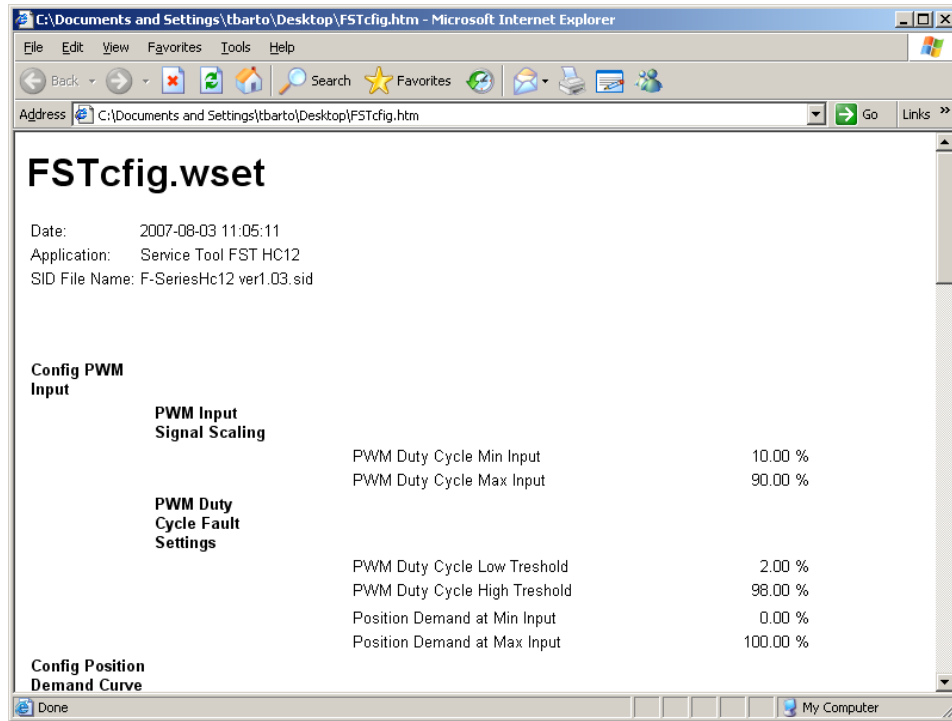 C:\Documents and Settings\tbarto\Desktop\FSTcfig.htm - Microsoft Internet Explorer
File Edit View Favorites Tools Help
Back Search Favorites
Address C:\Documents and Settings\tbarto\Desktop\FSTcfig.htm Go Links »
FSTcfig.wset
Date: 2007-08-03 11:05:11
Application: Service Tool FST HC12
SID File Name: F-SeriesHc12 ver1.03.sid
Config PWM
Input
PWM Input
Signal Scaling
PWM Duty Cycle Min Input 10.00 %
PWM Duty Cycle Max Input 90.00 %
PWM Duty
Cycle Fault
Settings
PWM Duty Cycle Low Treshold 2.00 %
PWM Duty Cycle High Treshold 98.00 %
Position Demand at Min Input 0.00 %
Position Demand at Max Input 100.00 %
Config Position
Demand Curve
Done My Computer